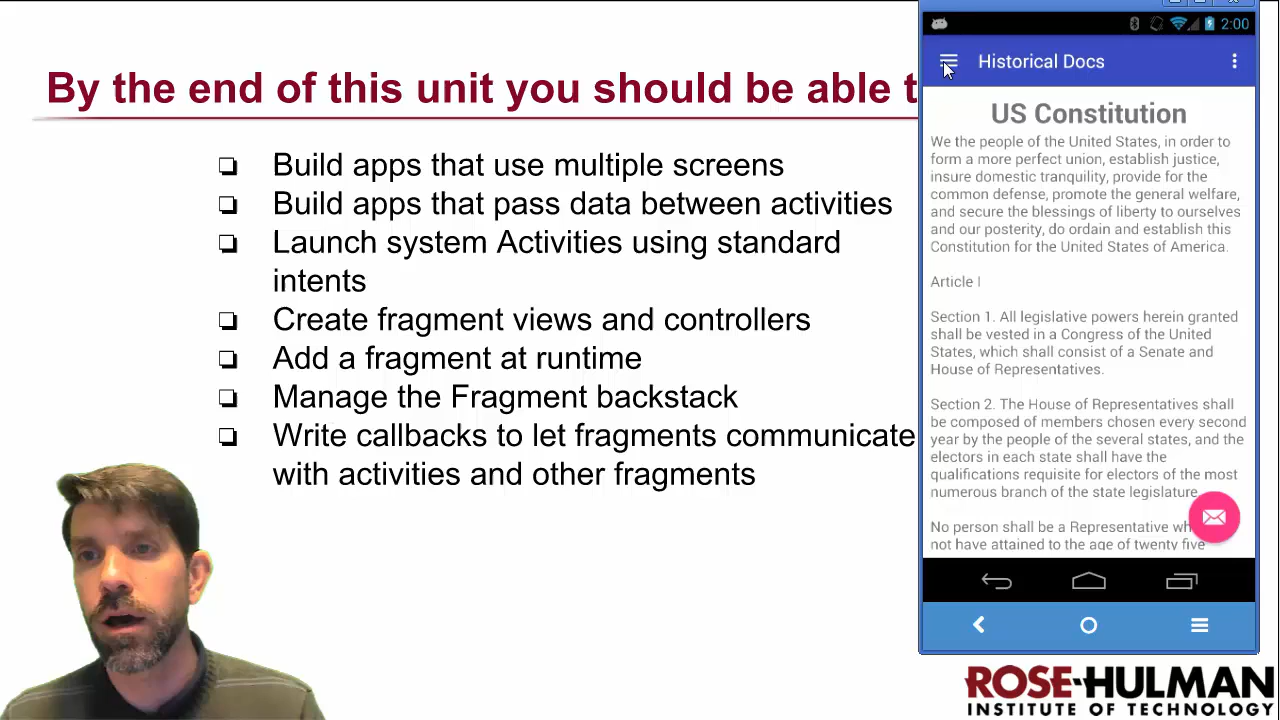 By the end of this unit you should be able t
Build apps that use multiple screens
Build apps that pass data between activities
Launch system Activities using standard
intents
Create fragment views and controllers
Add a fragment at runtime
Manage the Fragment backstack
Write callbacks to let fragments communicate
with activities and other fragments
2:00
Historical Docs
US Constitution
We the people of the United States, in order to
form a more perfect union, establish justice,
insure domestic tranquility, provide for the
common defense, promote the general welfare,
and secure the blessings of liberty to ourselves
and our posterity, do ordain and establish this
Constitution for the United States of America.
Article I
Section 1. All legislative powers herein granted
shall be vested in a Congress of the United
States, which shall consist of a Senate and
House of Representatives.
Section 2. The House of Representatives shall
be composed of members chosen every second
year by the people of the several states, and the
electors in each state shall have the
qualifications requisite for electors of the most
numerous branch of the state legislature.
No person shall be a Representative wh
not have attained to the age of twenty five
ROSE-HULMAN
INSTITUTE OF TECHNOLOGY